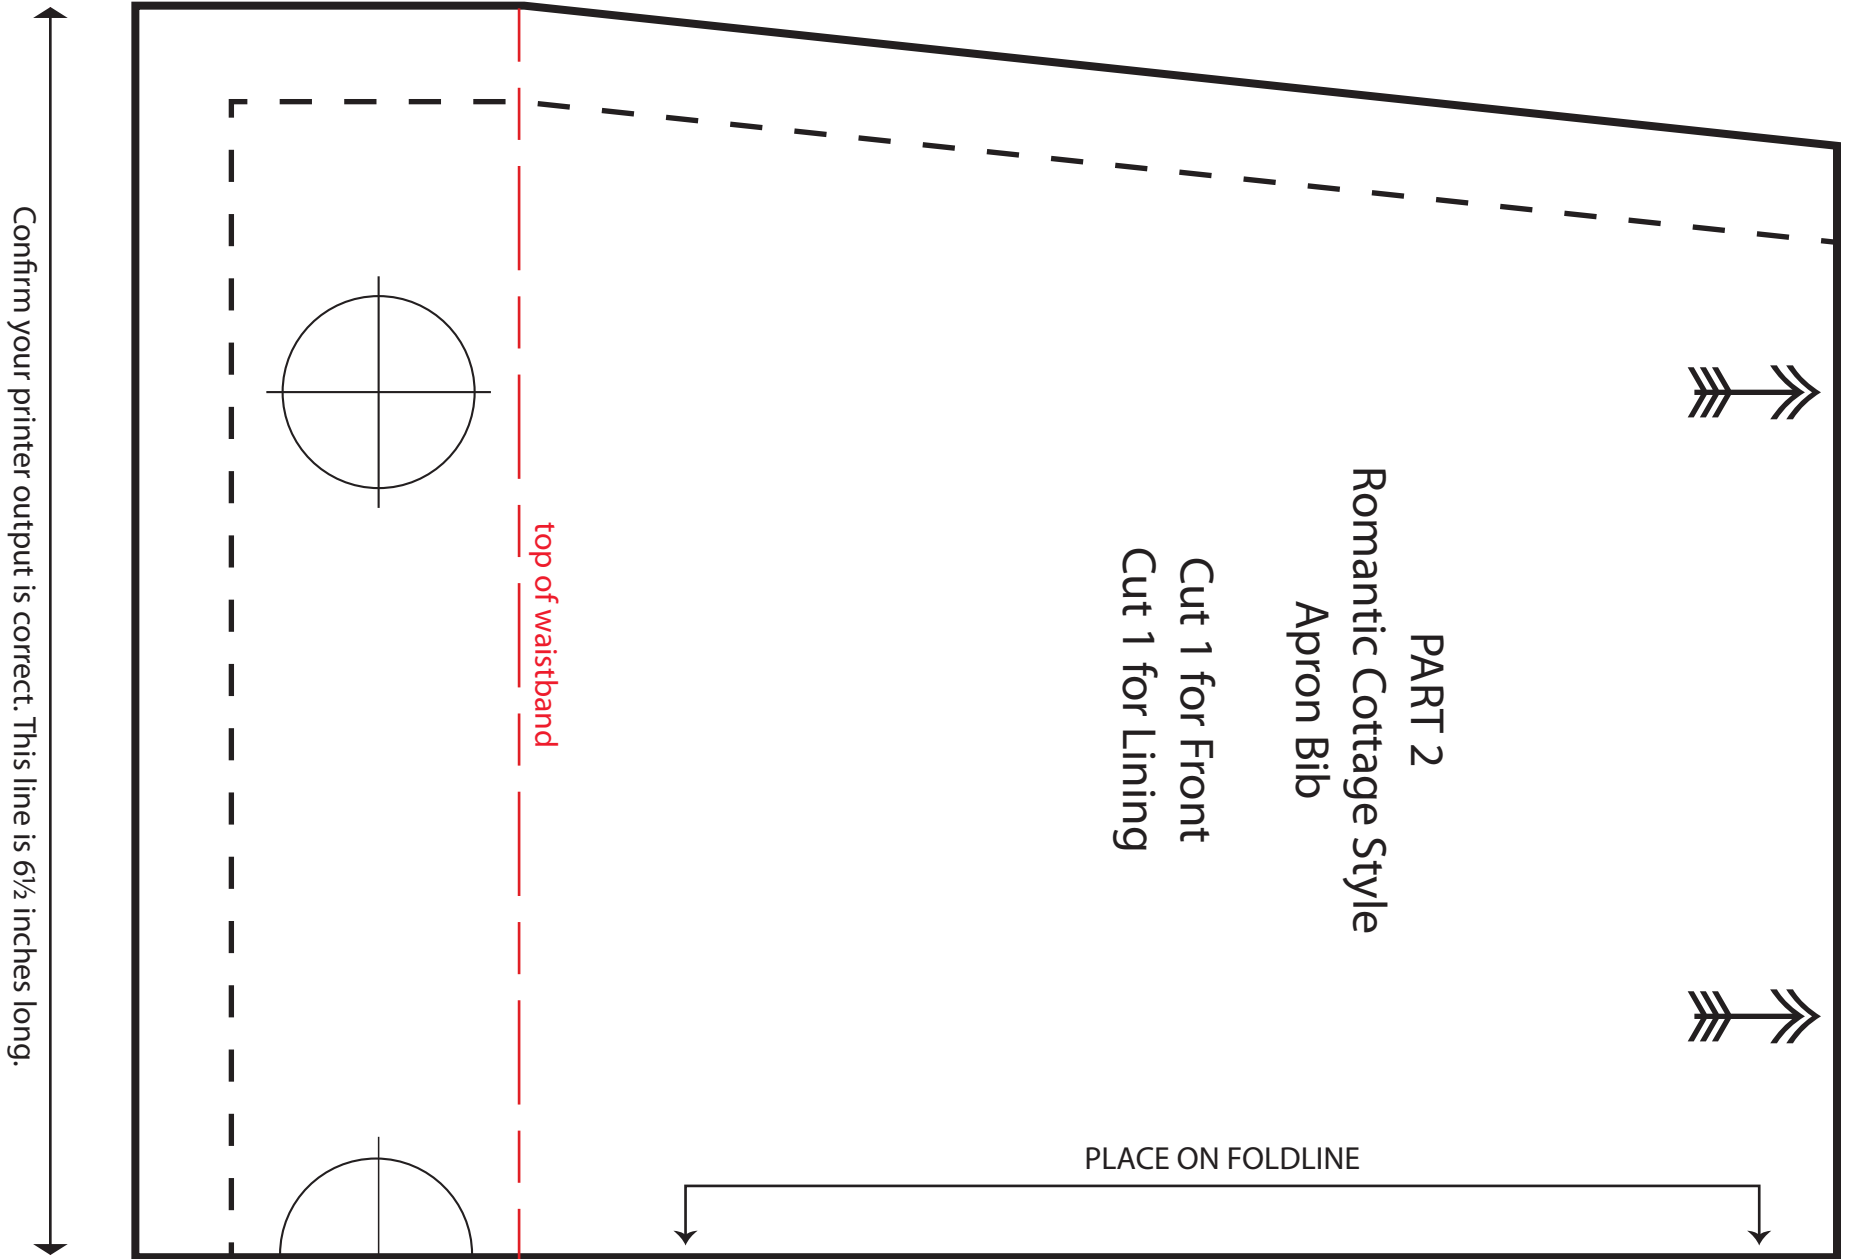 PART 2
Romantic Cottage Style
Apron Bib
Cut 1 for Front
Cut 1 for Lining
top of waistband
Confirm your printer output is correct. This line is 6½ inches long.
PLACE ON FOLDLINE